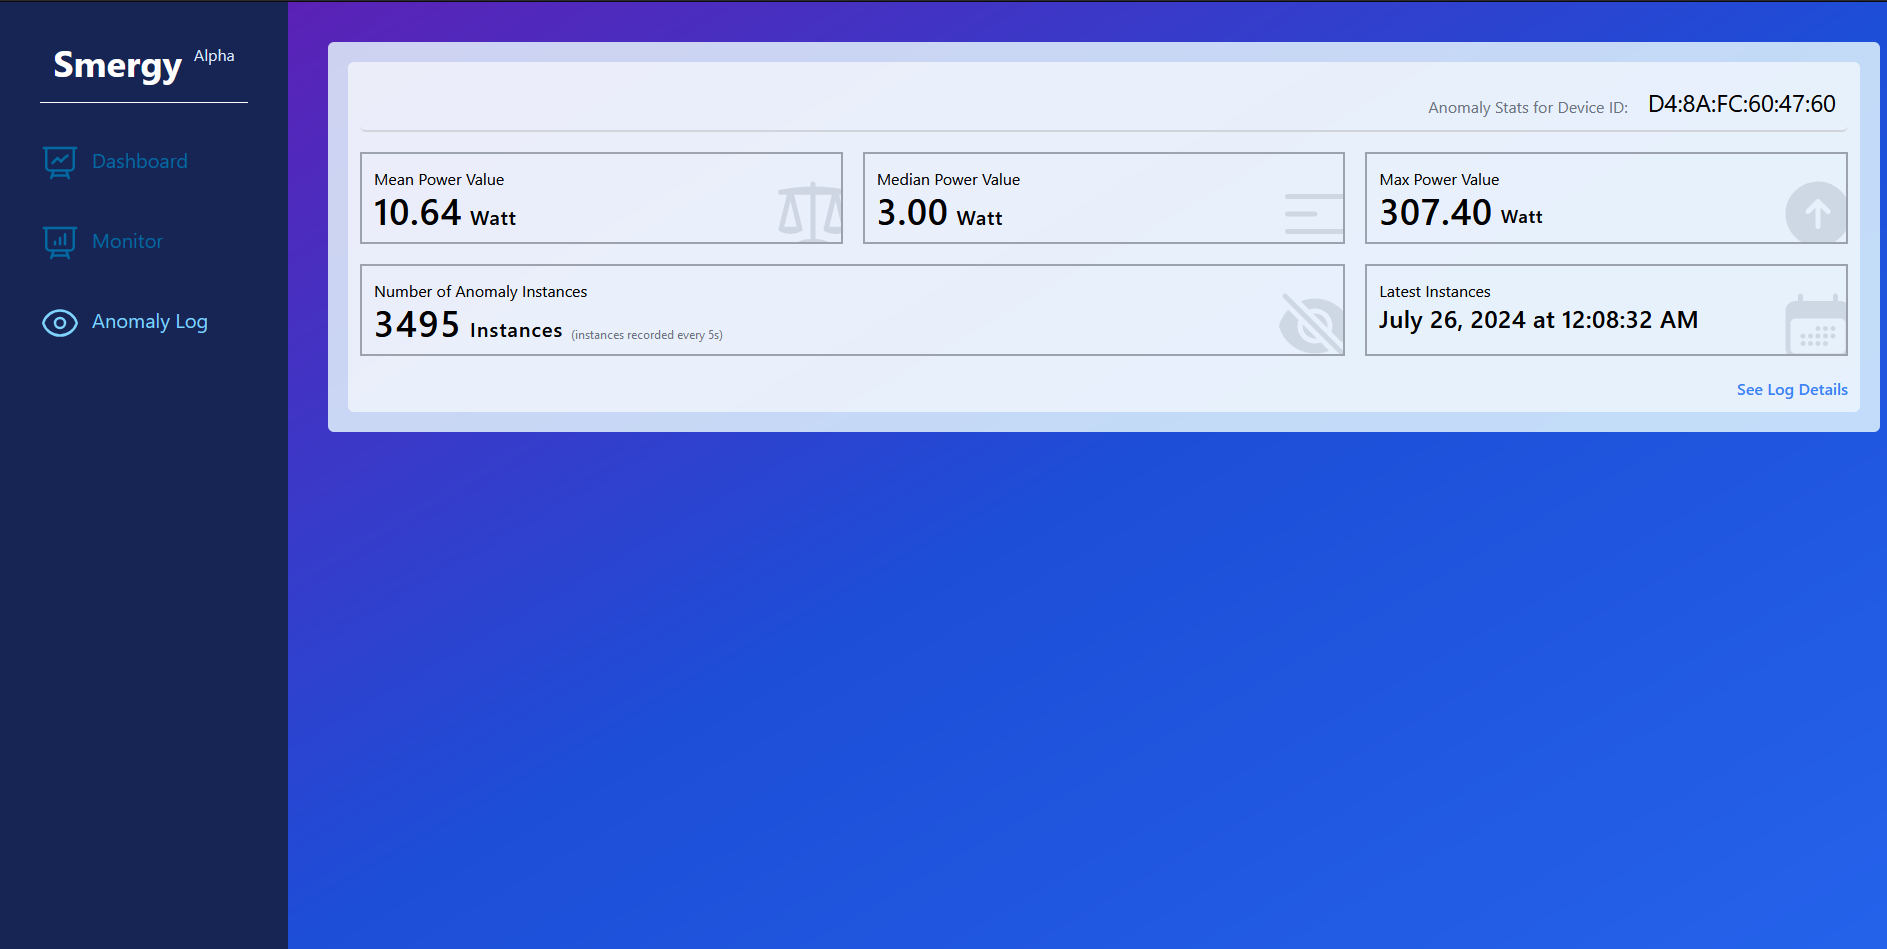 Smergy Alpha
Dashboard
Monitor
Anomaly Log
Anomaly Stats for Device ID: D4:8A:FC:60:47:60
Mean Power Value
10.64 Watt
Median Power Value
3.00 Watt
Max Power Value
307.40 Watt
Number of Anomaly Instances
3495 Instances (instances recorded every 5s)
Latest Instances
July 26, 2024 at 12:08:32 AM
See Log Details